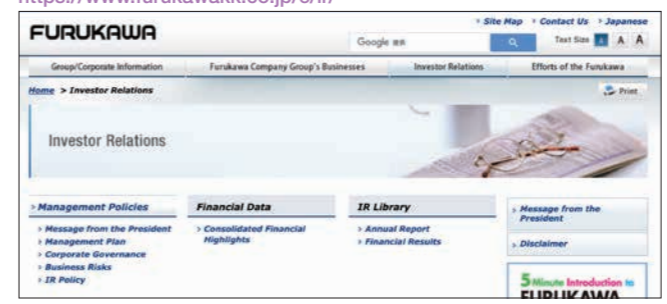 https://www.furukawakk.co.jp/e/ir/
FURUKAWA
Site Map Contact Us Japanese
Google 検索
Text Size A A A
Group/Corporate Information
Furukawa Company Group's Businesses
Investor Relations
Efforts of the Furukawa
Home > Investor Relations
Print
Investor Relations
> Management Policies
> Message from the President
> Management Plan
> Corporate Governance
> Business Risks
> IR Policy
Financial Data
> Consolidated Financial
Highlights
IR Library
> Annual Report
> Financial Results
> Message from the
President
> Disclaimer
5 Minute Introduction to
FURUKAWA